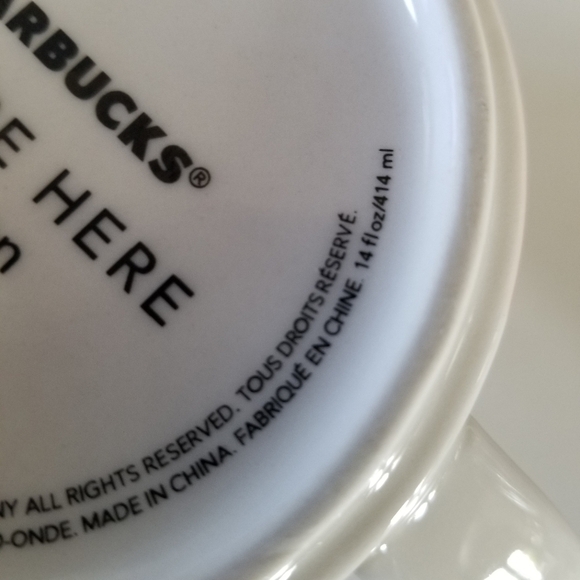 ARBUCKS®
HERE
ALL RIGHTS RESERVED. TOUS DROITS RÉSERVÉ.
-ONDE. MADE IN CHINA. FABRIQUÉ EN CHINE. 14 fl oz/414 ml